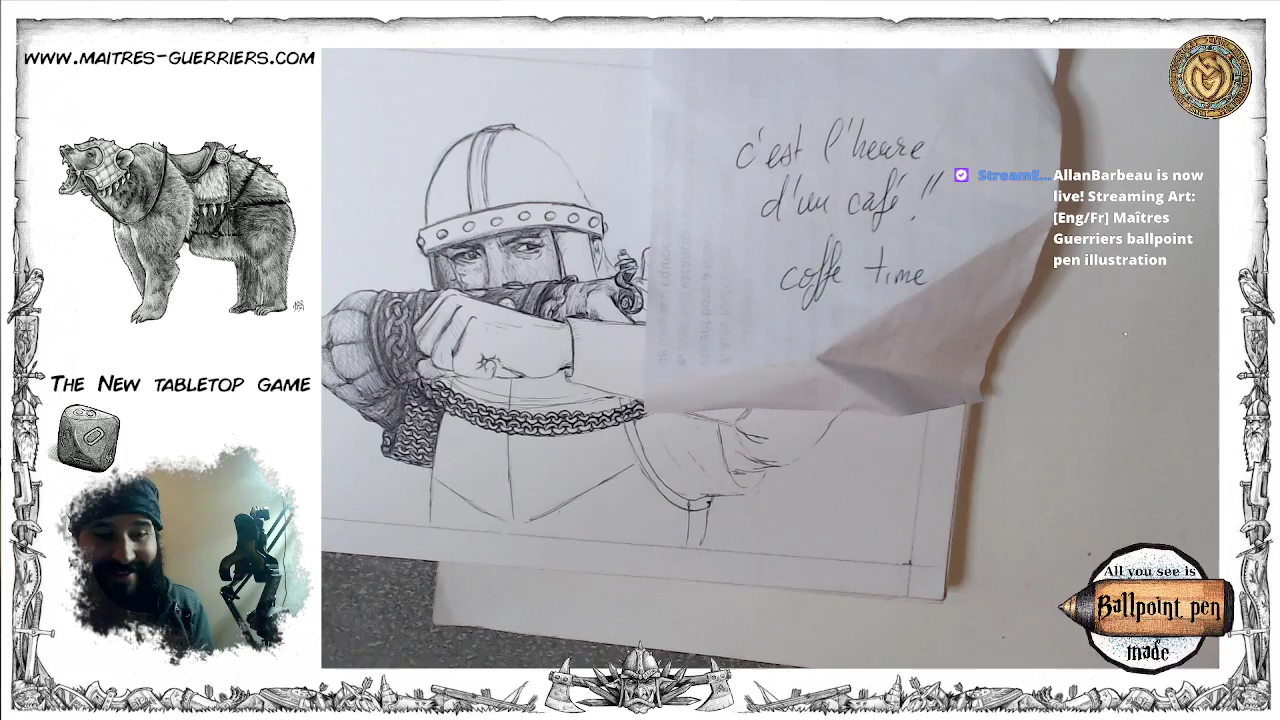 www.maitres-guerriers.com
The New tabletop game
c'est l'heure
d'un café!!
coffe time
StreamE... AllanBarbeau is now
live! Streaming Art:
[Eng/Fr] Maîtres
Guerriers ballpoint
pen illustration
All you see is
Ballpoint pen
made